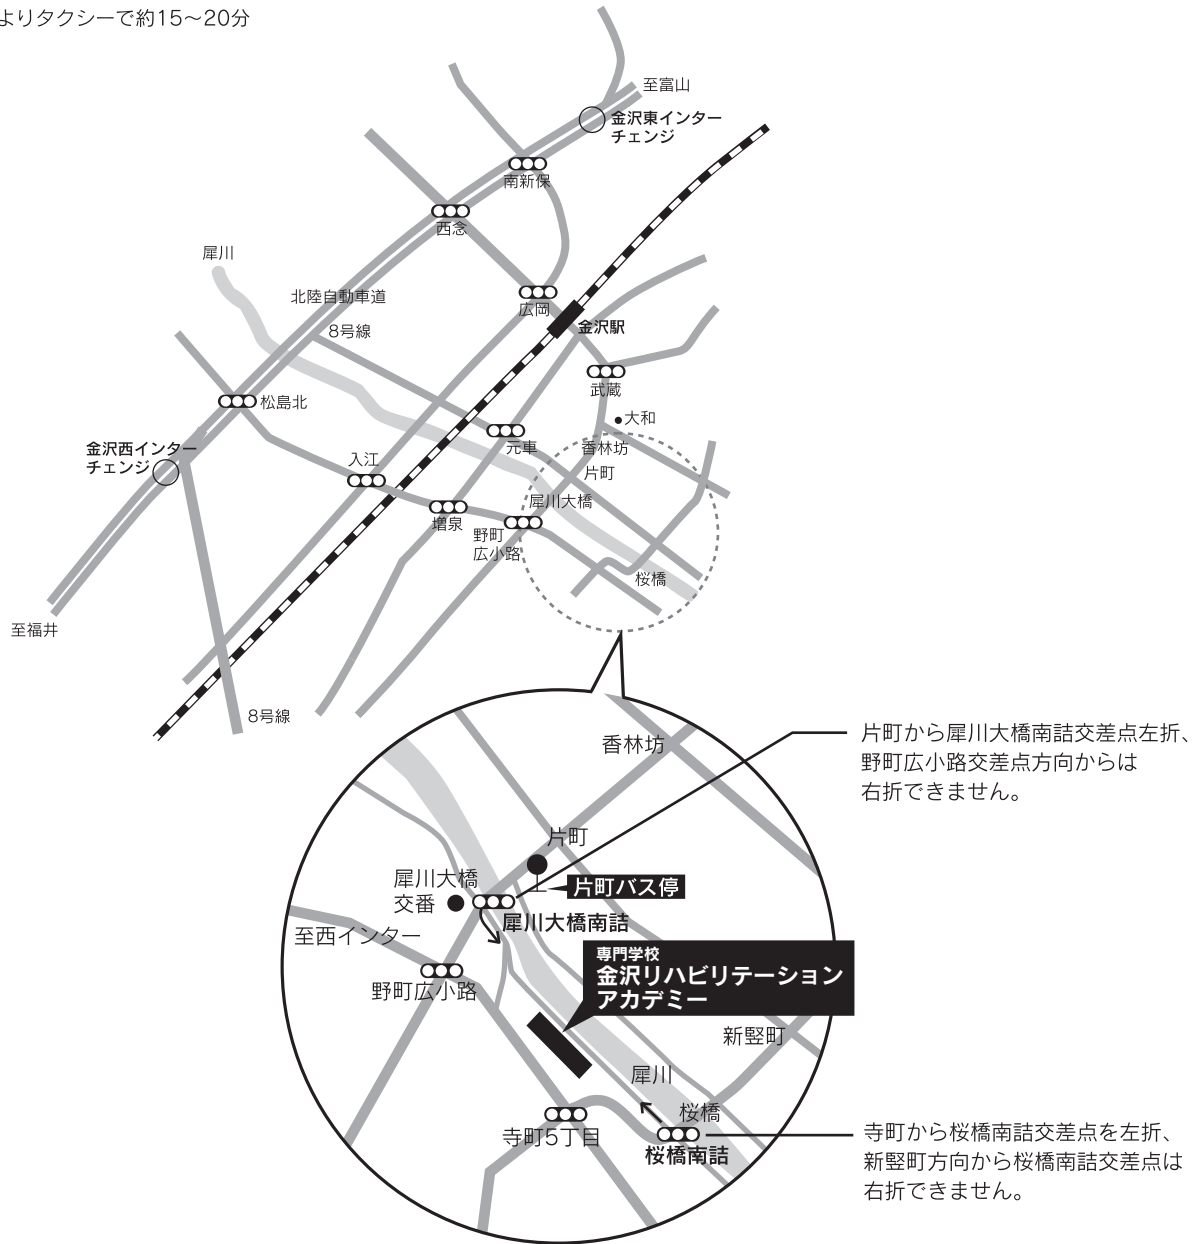 よりタクシーで約15〜20分
至富山
金沢東インター
チェンジ
南新保
西念
犀川
北陸自動車道
8号線
広岡
金沢駅
武蔵
大和
松島北
金沢西インター
チェンジ
元車
香林坊
片町
入江
犀川大橋
増泉
野町
広小路
桜橋
至福井
8号線
香林坊
片町から犀川大橋南詰交差点左折、
野町広小路交差点方向からは
右折できません。
片町
片町バス停
犀川大橋
交番
犀川大橋南詰
至西インター
専門学校
金沢リハビリテーション
アカデミー
野町広小路
新竪町
犀川
桜橋
寺町5丁目
桜橋南詰
寺町から桜橋南詰交差点を左折、
新竪町方向から桜橋南詰交差点は
右折できません。